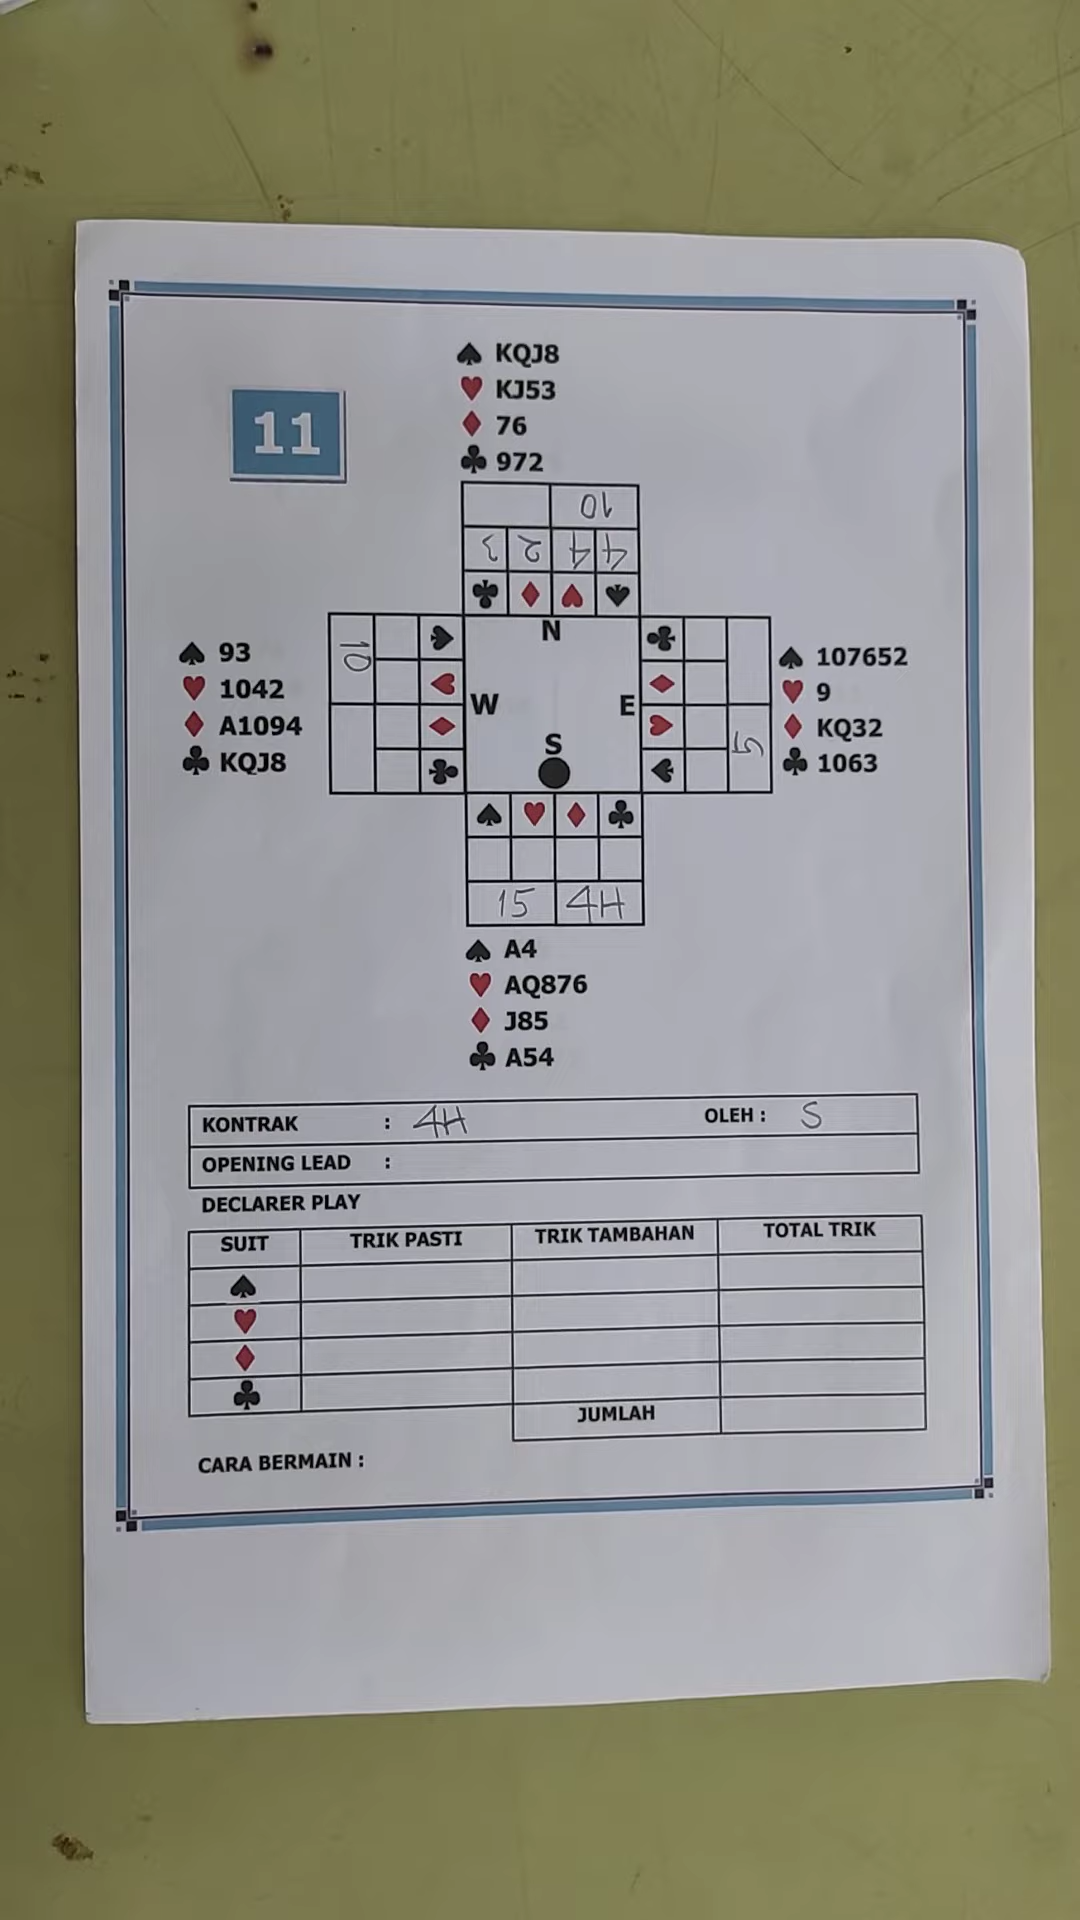 ♠ KQJ8
♥ KJ53
11
♦ 76
♣ 972
10
3 2 4 4
♣ ♦ ♥ ♠
N
♠ 93
♥ 1042
♦ A1094
♣ KQJ8
10
♠
♥
♦
♣
W
E
S
♣
♦
♥
♠
5
♠ 107652
♥ 9
♦ KQ32
♣ 1063
♠ ♥ ♦ ♣
15 4H
♠ A4
♥ AQ876
♦ J85
♣ A54
KONTRAK : 4H OLEH : S
OPENING LEAD :
DECLARER PLAY
SUIT TRIK PASTI TRIK TAMBAHAN TOTAL TRIK
♠
♥
♦
♣
JUMLAH
CARA BERMAIN :